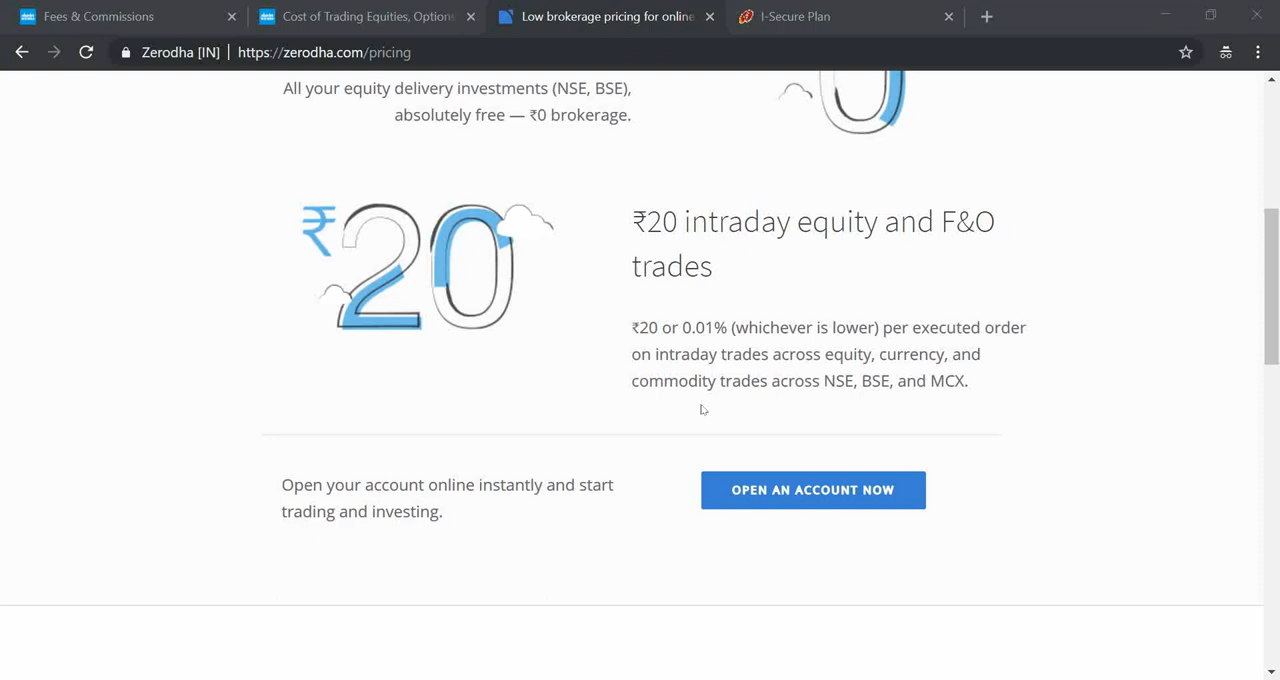 Fees & Commissions
Cost of Trading Equities, Option
Low brokerage pricing for online
I-Secure Plan
Zerodha [IN] | https://zerodha.com/pricing
All your equity delivery investments (NSE, BSE),
absolutely free — ₹0 brokerage.
0
₹20
₹20 intraday equity and F&O
trades
₹20 or 0.01% (whichever is lower) per executed order
on intraday trades across equity, currency, and
commodity trades across NSE, BSE, and MCX.
Open your account online instantly and start
trading and investing.
OPEN AN ACCOUNT NOW